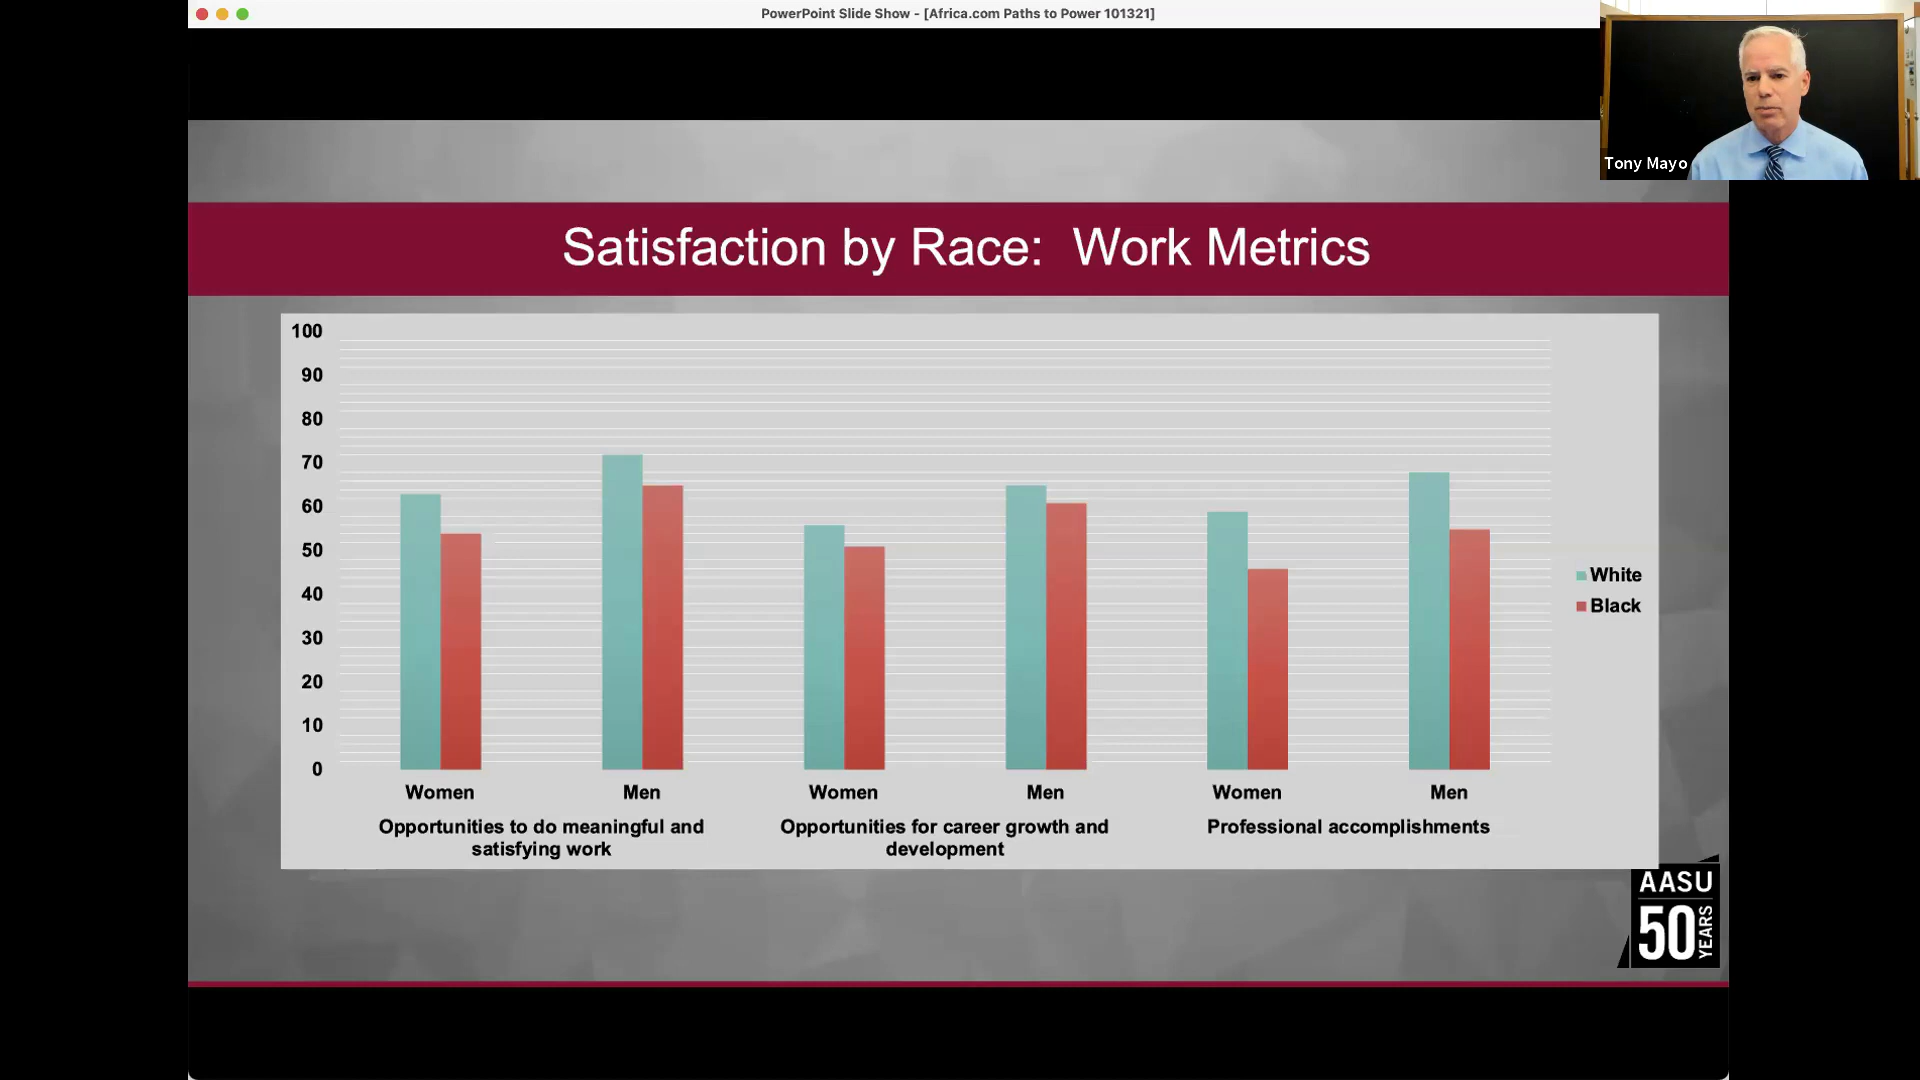 PowerPoint Slide Show - [Africa.com Paths to Power 101321]
Tony Mayo
Satisfaction by Race: Work Metrics
100
90
80
70
60
50
40
30
20
10
0
White
Black
Women
Men
Women
Men
Women
Men
Opportunities to do meaningful and
satisfying work
Opportunities for career growth and
development
Professional accomplishments
AASU
50
YEARS